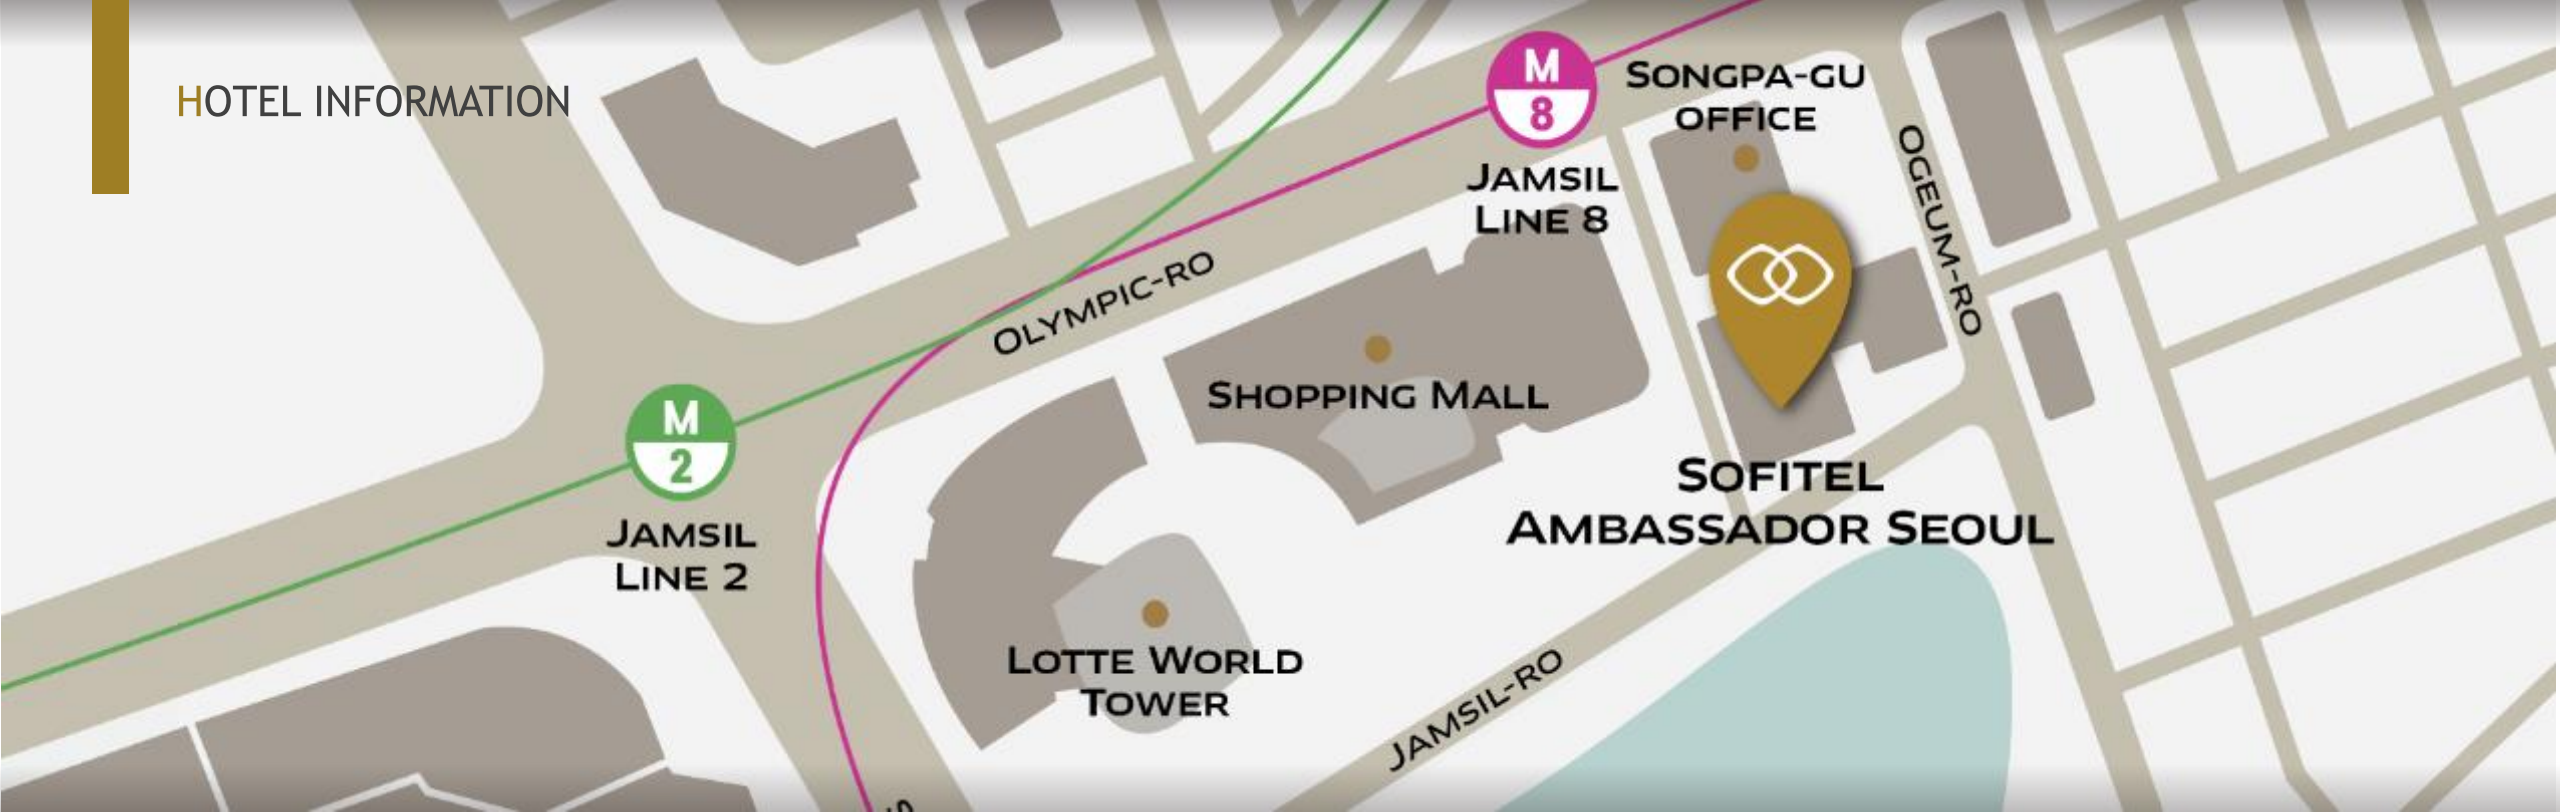 HOTEL INFORMATION
M
8
SONGPA-GU
OFFICE
JAMSIL
LINE 8
OGEUM-RO
OLYMPIC-RO
SHOPPING MALL
M
2
JAMSIL
LINE 2
SOFITEL
AMBASSADOR SEOUL
LOTTE WORLD
TOWER
JAMSIL-RO